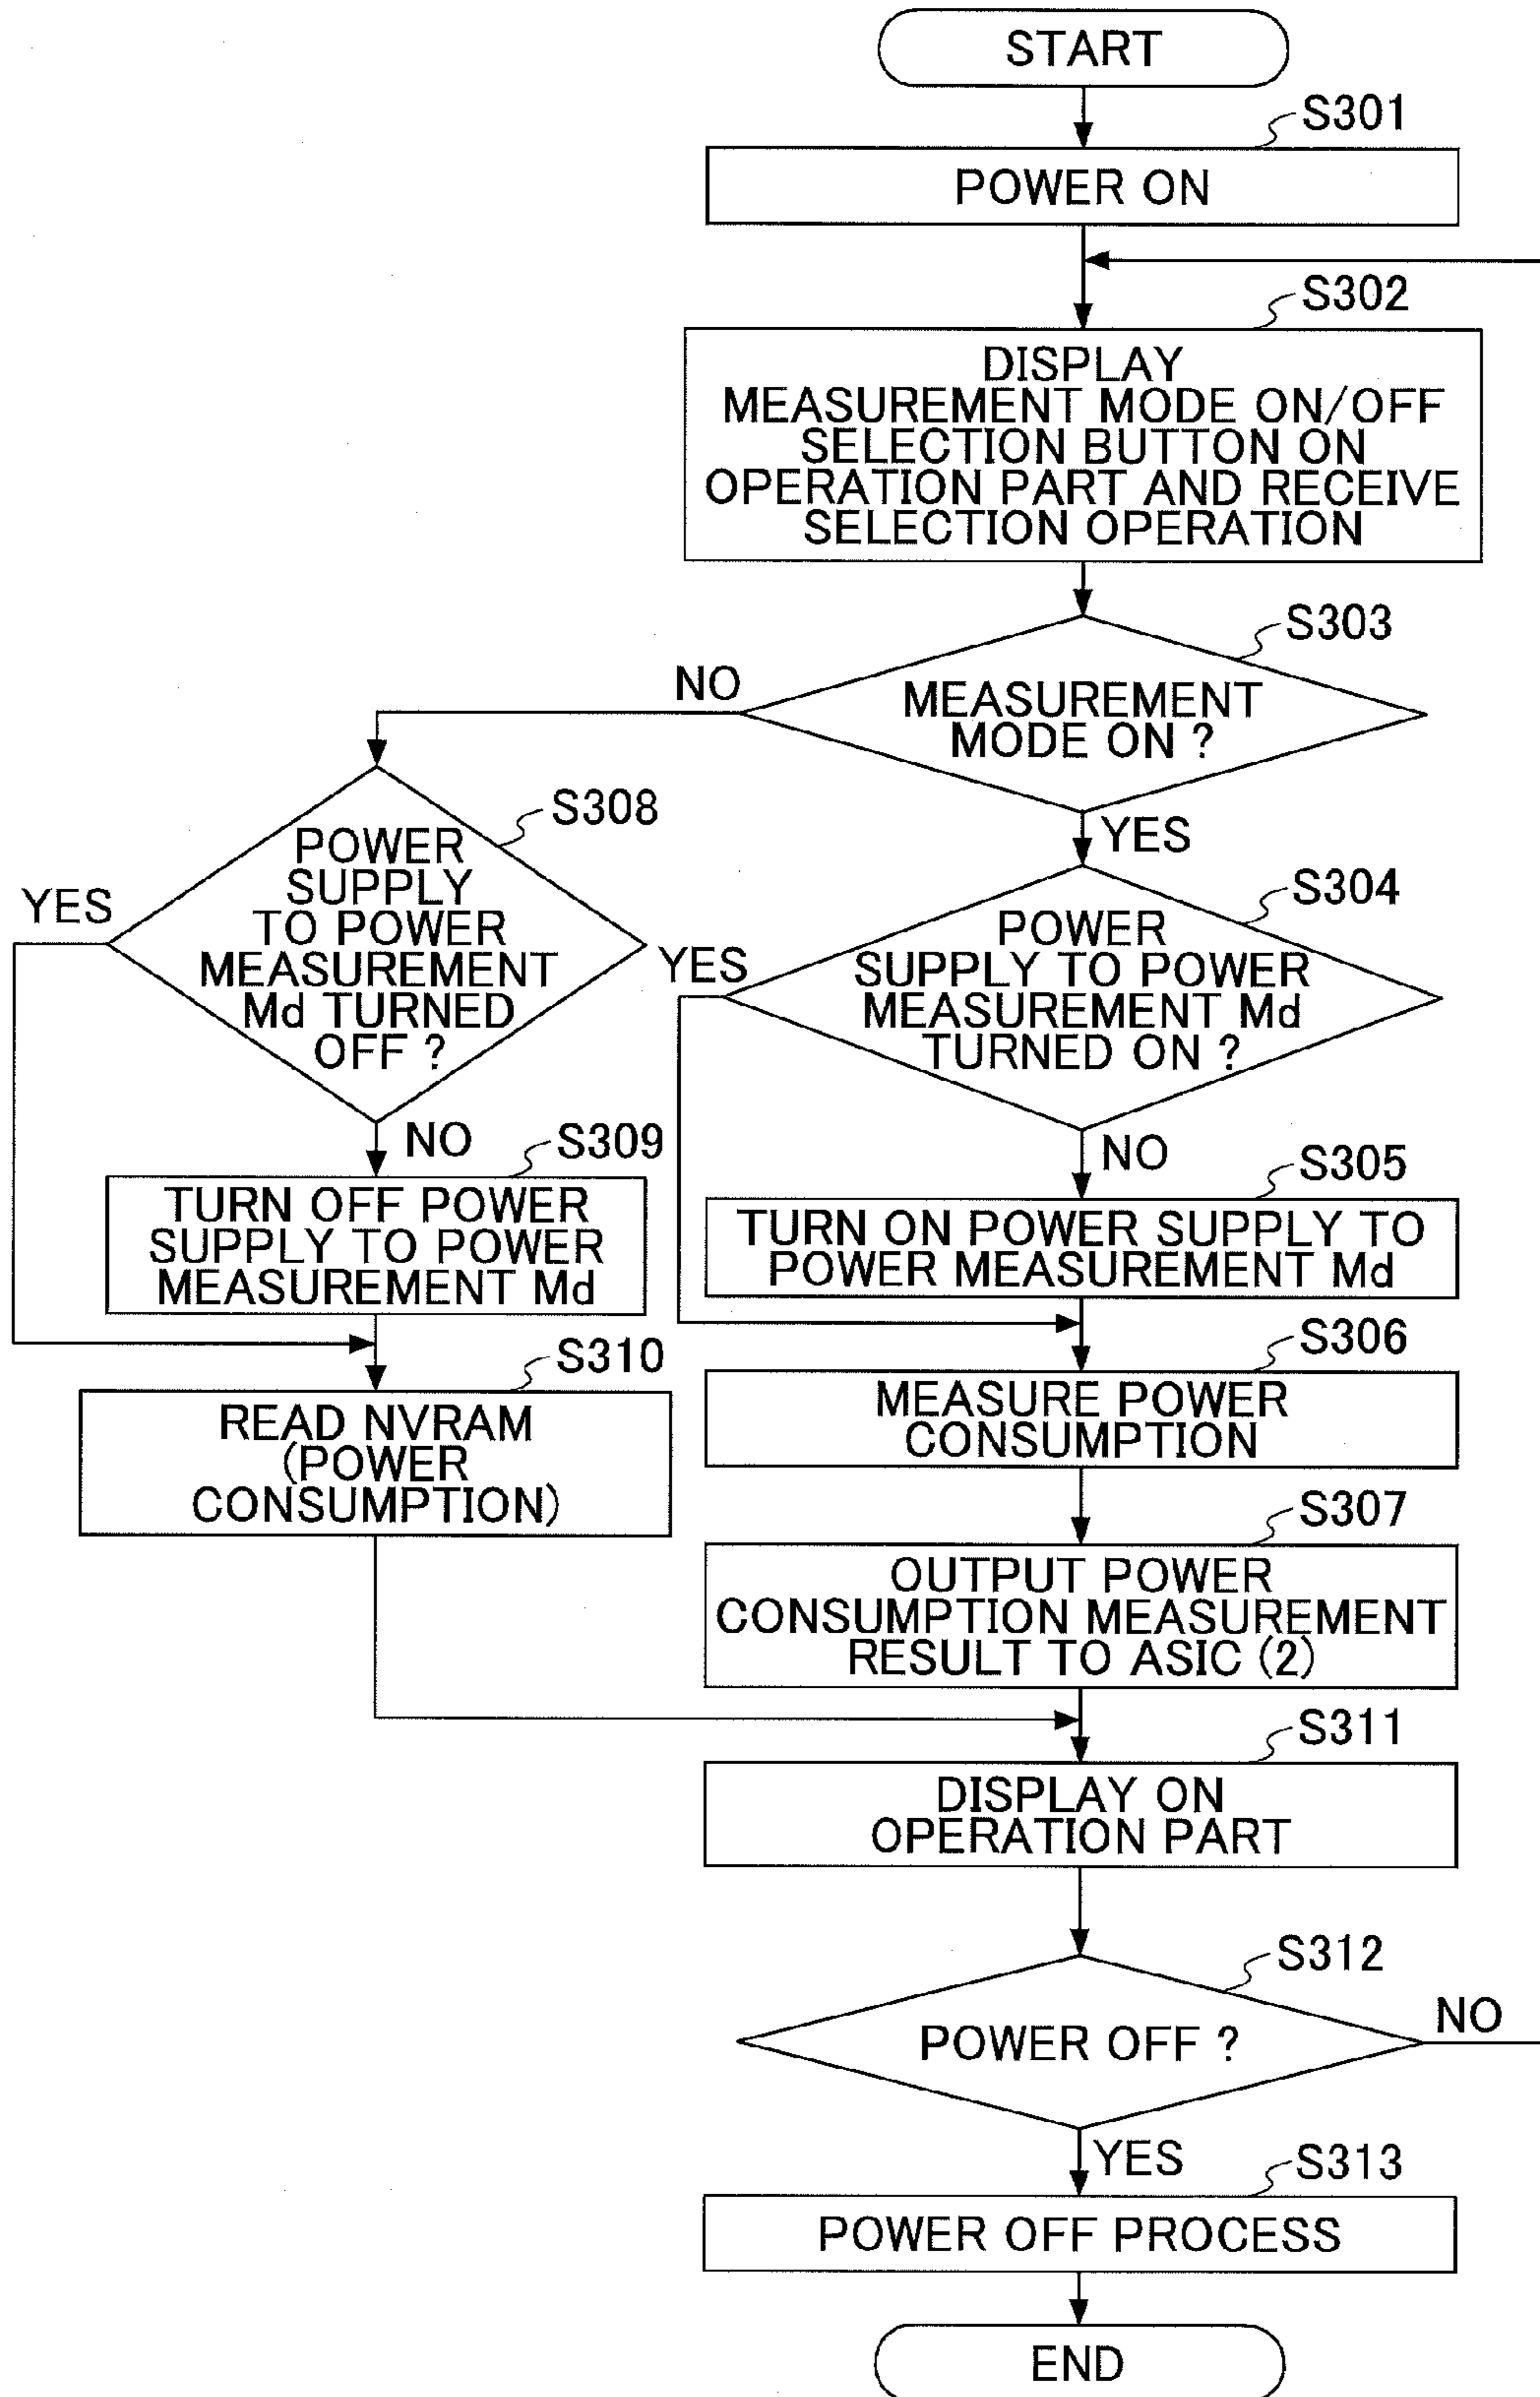 START
S301
POWER ON
S302
DISPLAY
MEASUREMENT MODE ON/OFF
SELECTION BUTTON ON
OPERATION PART AND RECEIVE
SELECTION OPERATION
S303
MEASUREMENT
MODE ON ?
NO
YES
S308
POWER
SUPPLY
TO POWER
MEASUREMENT
Md TURNED
OFF ?
YES
NO
S304
POWER
SUPPLY TO POWER
MEASUREMENT Md
TURNED ON ?
YES
NO
S309
TURN OFF POWER
SUPPLY TO POWER
MEASUREMENT Md
S305
TURN ON POWER SUPPLY TO
POWER MEASUREMENT Md
S310
READ NVRAM
(POWER
CONSUMPTION)
S306
MEASURE POWER
CONSUMPTION
S307
OUTPUT POWER
CONSUMPTION MEASUREMENT
RESULT TO ASIC (2)
S311
DISPLAY ON
OPERATION PART
S312
POWER OFF ?
NO
YES
S313
POWER OFF PROCESS
END